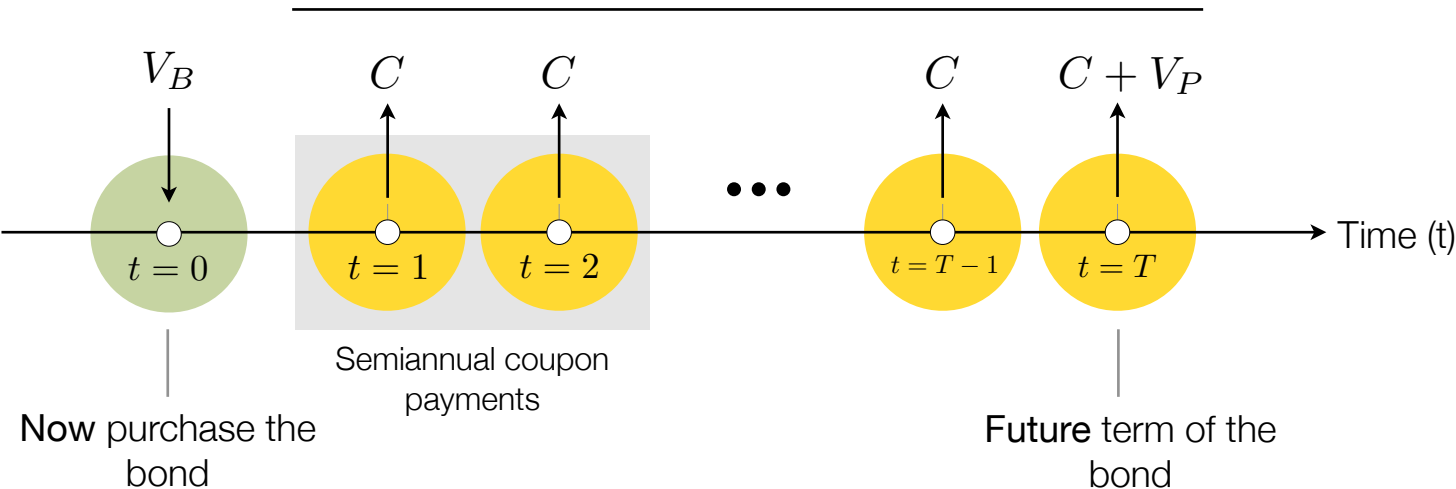 V_B
C
C
C
C + V_P
...
Time (t)
t = 0
t = 1
t = 2
t = T − 1
t = T
Semiannual coupon
payments
Now purchase the
bond
Future term of the
bond